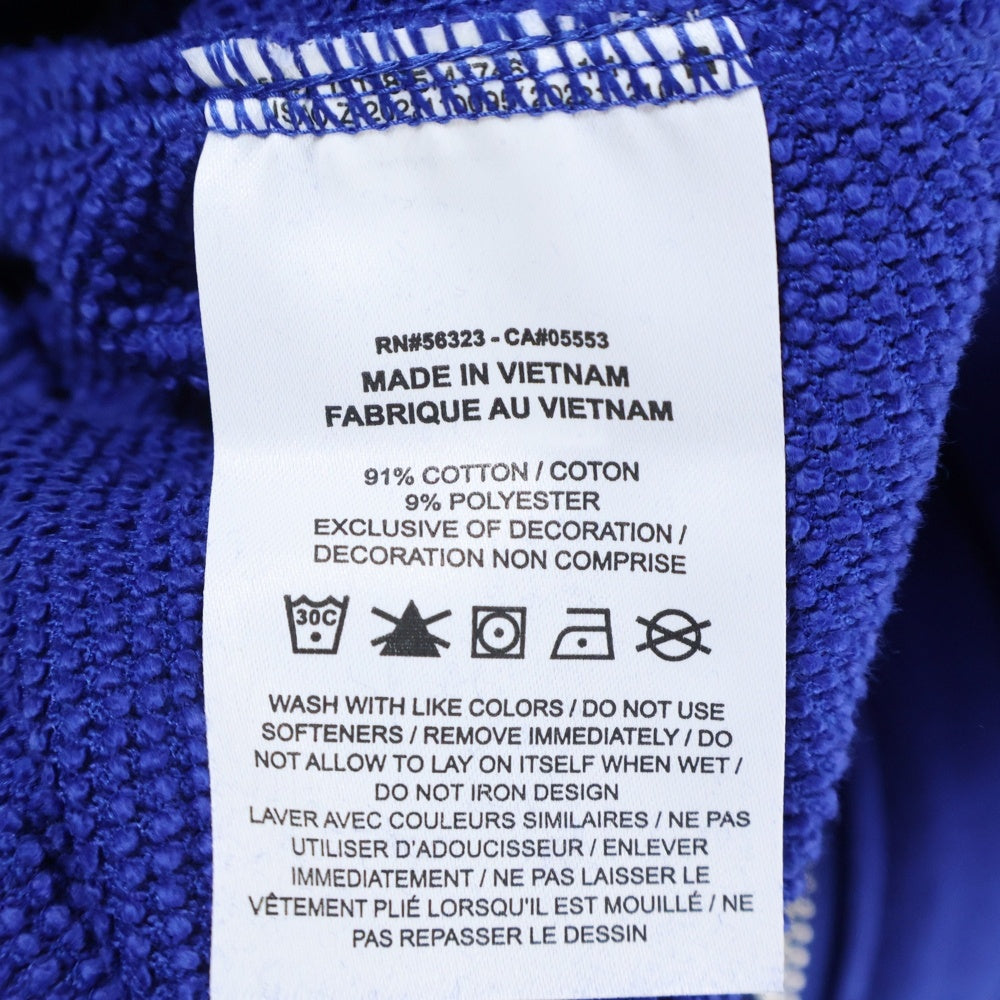 RN#56323 - CA#05553
MADE IN VIETNAM
FABRIQUE AU VIETNAM
91% COTTON / COTON
9% POLYESTER
EXCLUSIVE OF DECORATION /
DECORATION NON COMPRISE
30C
WASH WITH LIKE COLORS / DO NOT USE
SOFTENERS / REMOVE IMMEDIATELY / DO
NOT ALLOW TO LAY ON ITSELF WHEN WET /
DO NOT IRON DESIGN
LAVER AVEC COULEURS SIMILAIRES / NE PAS
UTILISER D'ADOUCISSEUR / ENLEVER
IMMEDIATEMENT / NE PAS LAISSER LE
VÊTEMENT PLIÉ LORSQU'IL EST MOUILLÉ / NE
PAS REPASSER LE DESSIN